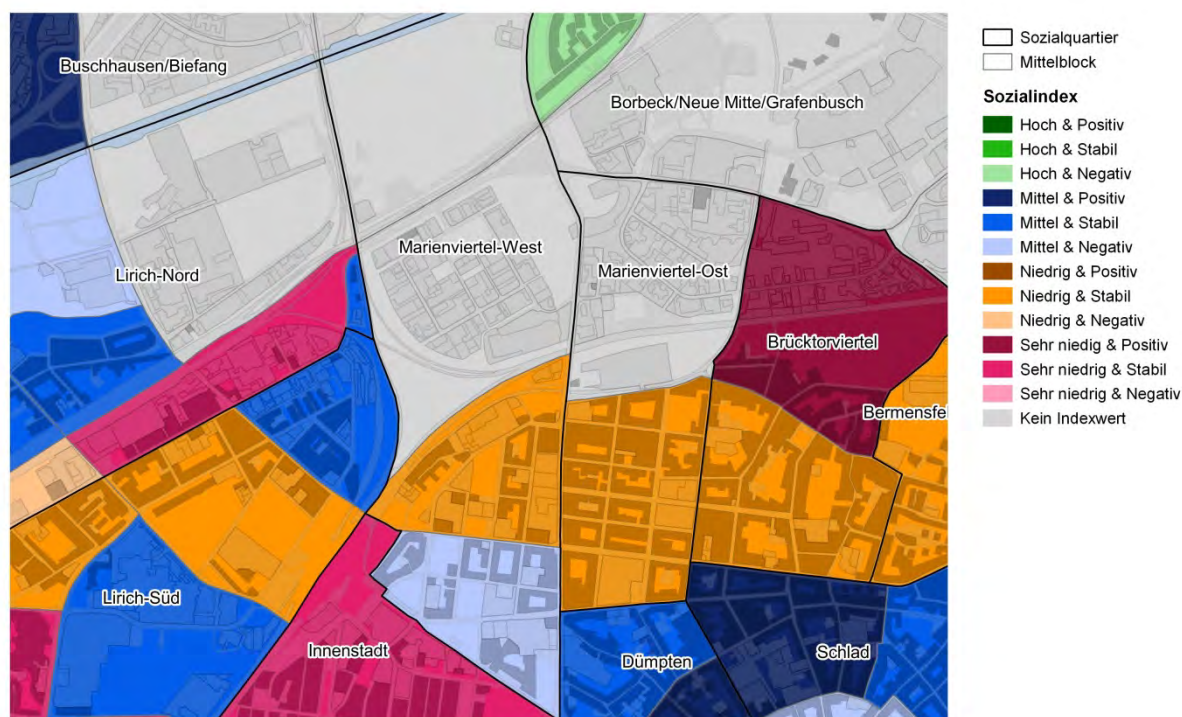 Buschhausen/Biefang
Borbeck/Neue Mitte/Grafenbusch
Marienviertel-West
Marienviertel-Ost
Lirich-Nord
Brücktorviertel
Bermensfel
Lirich-Süd
Innenstadt
Dümpten
Schlad
Sozialquartier
Mittelblock
Sozialindex
Hoch & Positiv
Hoch & Stabil
Hoch & Negativ
Mittel & Positiv
Mittel & Stabil
Mittel & Negativ
Niedrig & Positiv
Niedrig & Stabil
Niedrig & Negativ
Sehr niedig & Positiv
Sehr niedrig & Stabil
Sehr niedrig & Negativ
Kein Indexwert